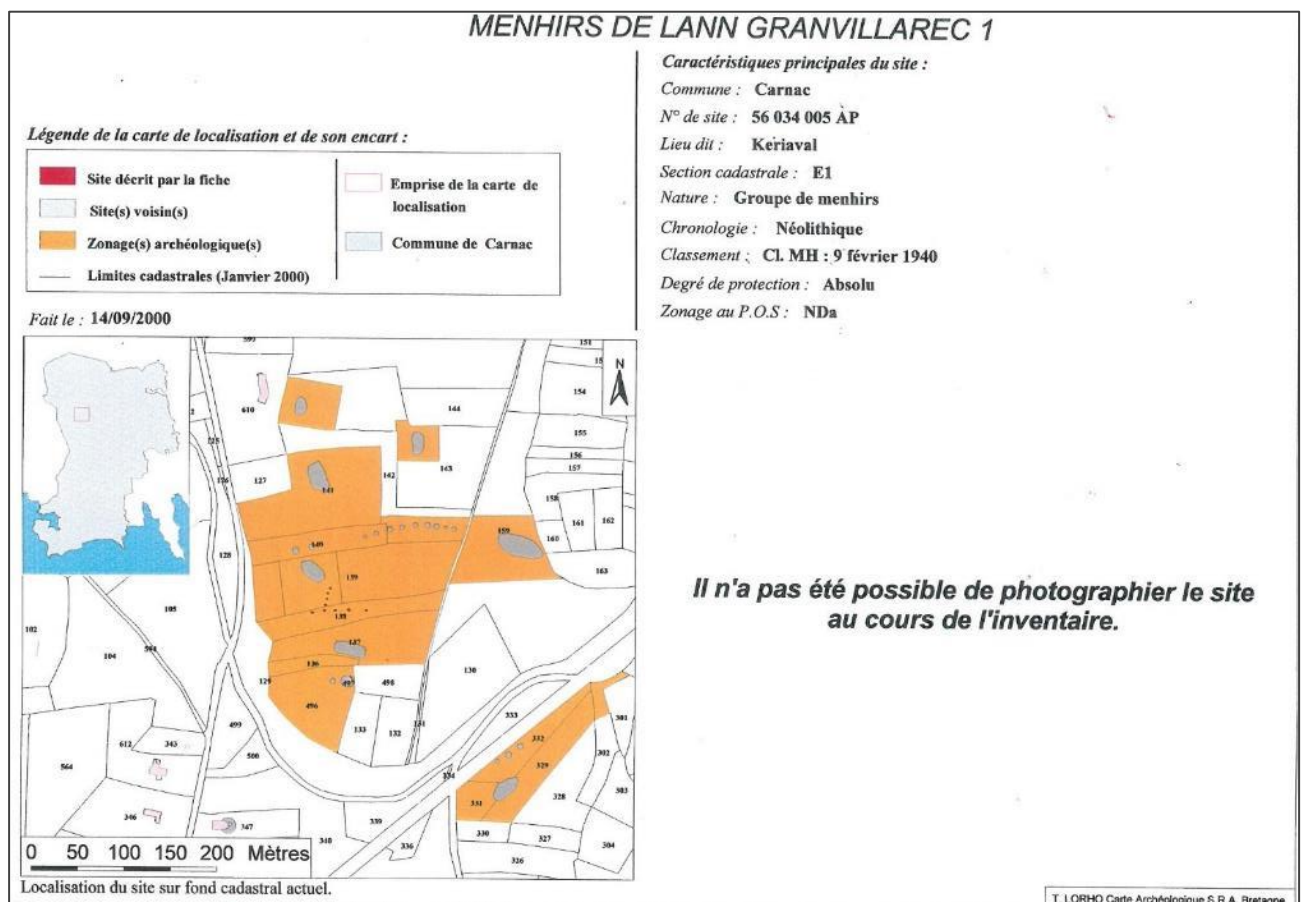 MENHIRS DE LANN GRANVILLAREC 1
Légende de la carte de localisation et de son encart :
Site décrit par la fiche
Site(s) voisin(s)
Zonage(s) archéologique(s)
Limites cadastrales (Janvier 2000)
Emprise de la carte de
localisation
Commune de Carnac
Fait le : 14/09/2000
Caractéristiques principales du site :
Commune : Carnac
N° de site : 56 034 005 AP
Lieu dit : Keriaval
Section cadastrale : E1
Nature : Groupe de menhirs
Chronologie : Néolithique
Classement : Cl. MH : 9 février 1940
Degré de protection : Absolu
Zonage au P.O.S : NDa
Il n'a pas été possible de photographier le site
au cours de l'inventaire.
N
151
154
610
144
155
156
127
142
143
157
141
158
161
162
159
160
140
128
163
139
105
138
102
104
137
136
130
129
498
496
133
132
131
333
301
499
332
302
612
343
500
329
564
303
331
328
346
347
339
330
327
304
340
336
326
0 50 100 150 200 Mètres
Localisation du site sur fond cadastral actuel.
T. LORHO Carte Archéologique S.R.A. Bretagne